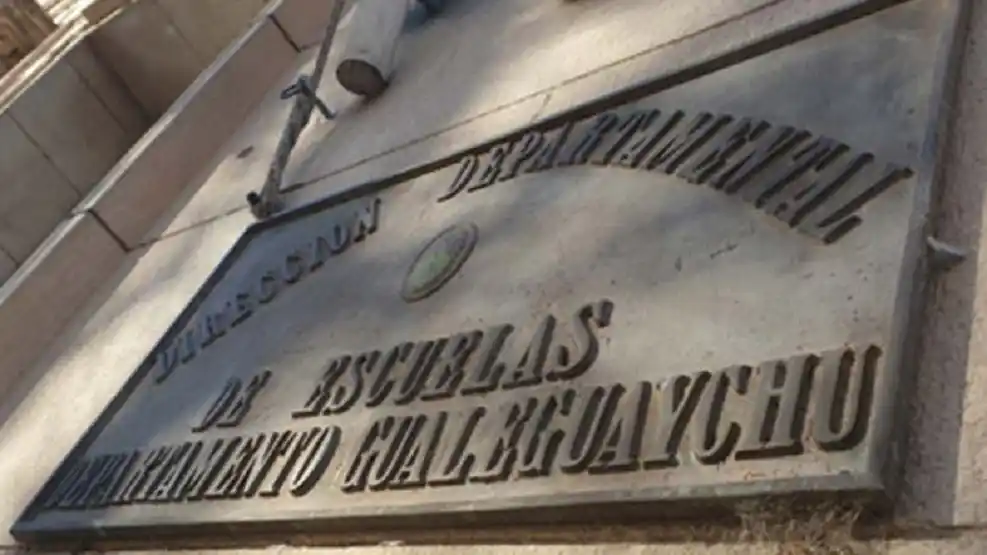 DIRECCION DEPARTAMENTAL
DE ESCUELAS
DEPARTAMENTO GUALEGUAYCHU